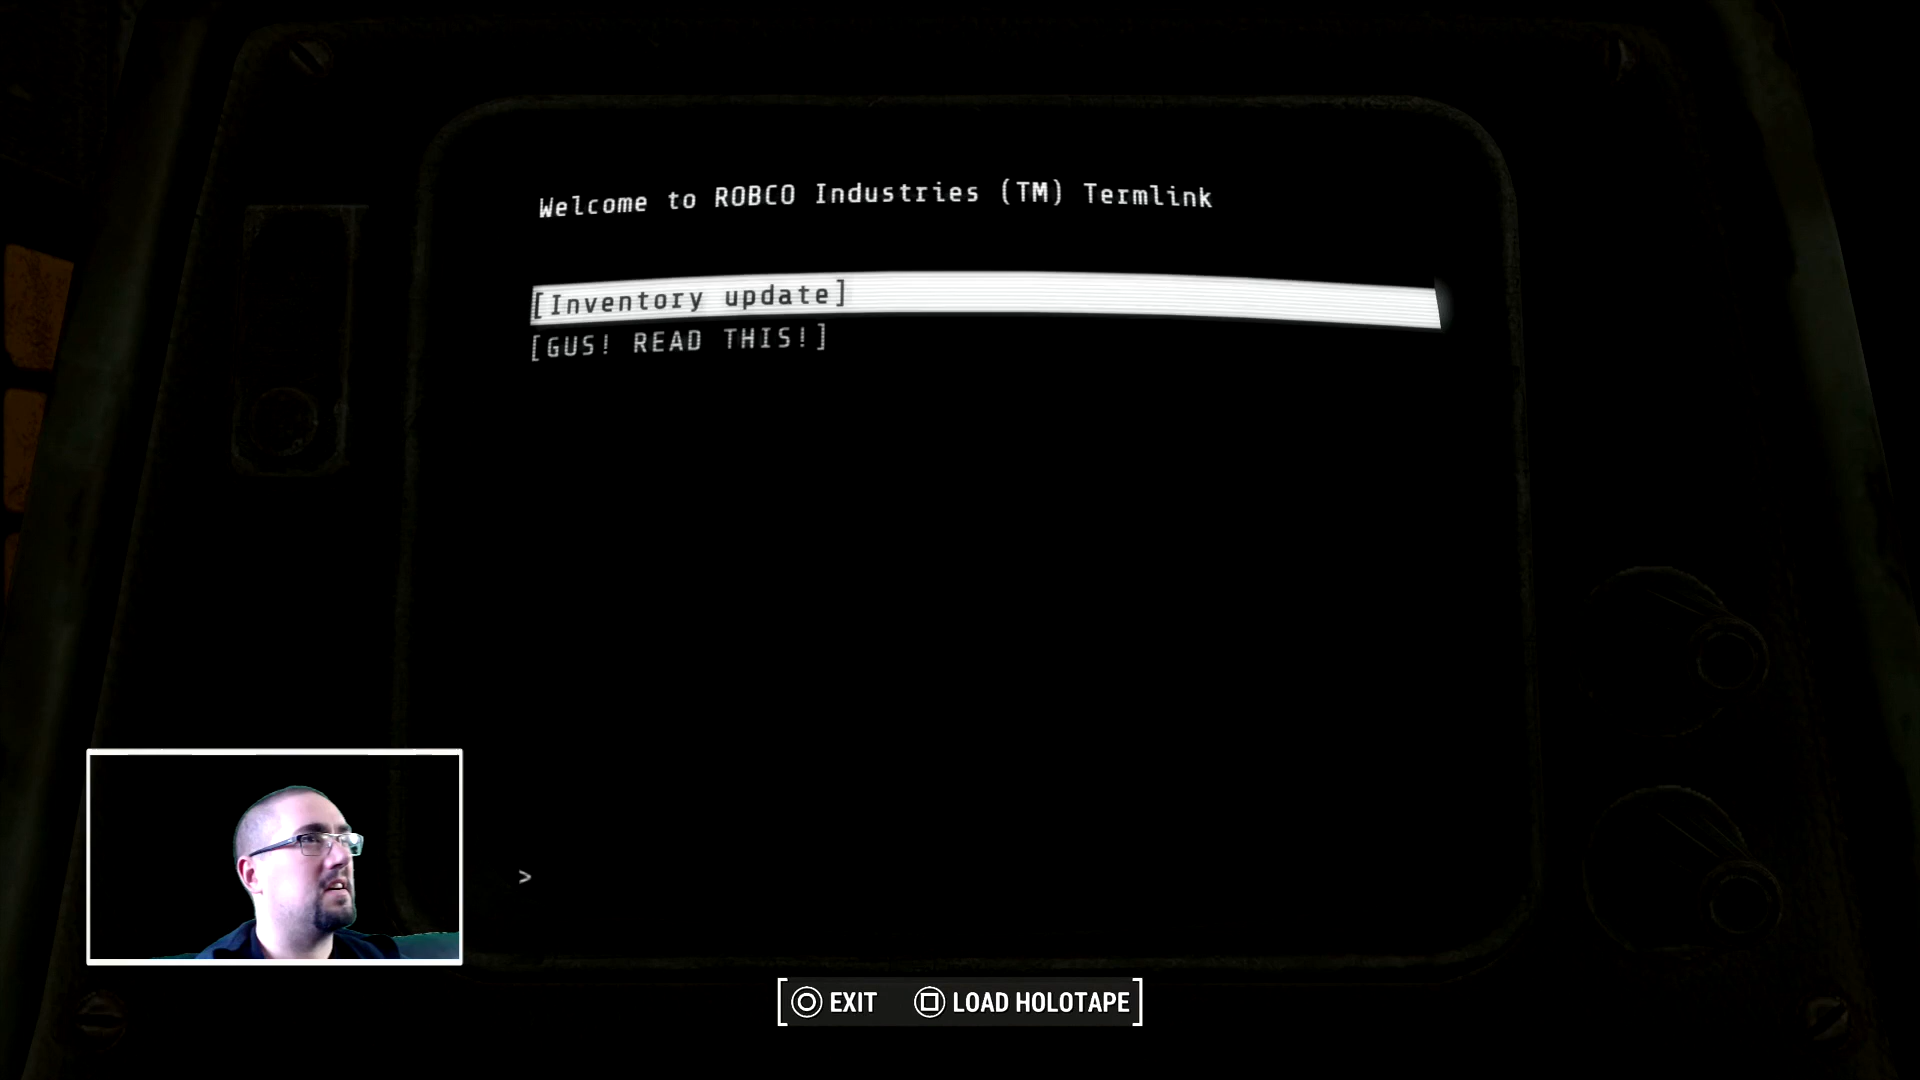 Welcome to ROBCO Industries (TM) Termlink
[Inventory update]
[GUS! READ THIS!]
>
EXIT LOAD HOLOTAPE